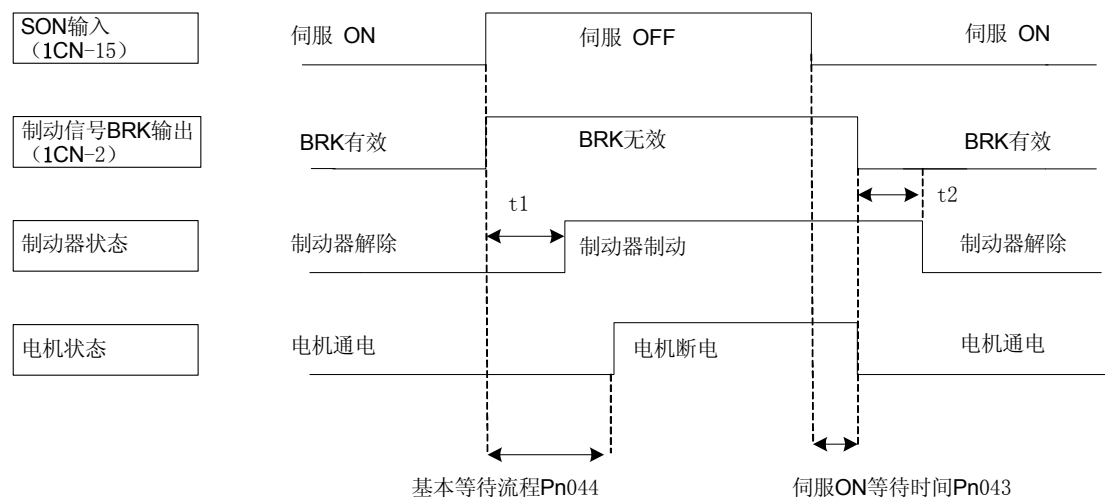 SON输入
（1CN-15）
伺服 ON
伺服 OFF
伺服 ON
制动信号BRK输出
（1CN-2）
BRK有效
BRK无效
BRK有效
t1
t2
制动器状态
制动器解除
制动器制动
制动器解除
电机状态
电机通电
电机断电
电机通电
基本等待流程Pn044
伺服ON等待时间Pn043